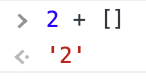 > 2 + []
<· '2'